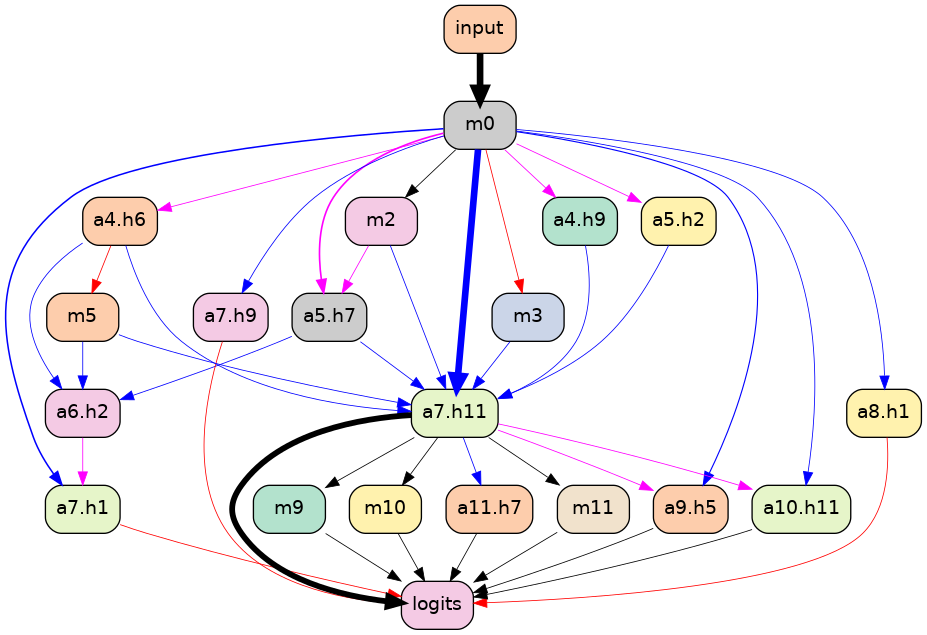 input
m0
a4.h6
m2
a4.h9
a5.h2
m5
a7.h9
a5.h7
m3
a6.h2
a7.h11
a8.h1
a7.h1
m9
m10
a11.h7
m11
a9.h5
a10.h11
logits